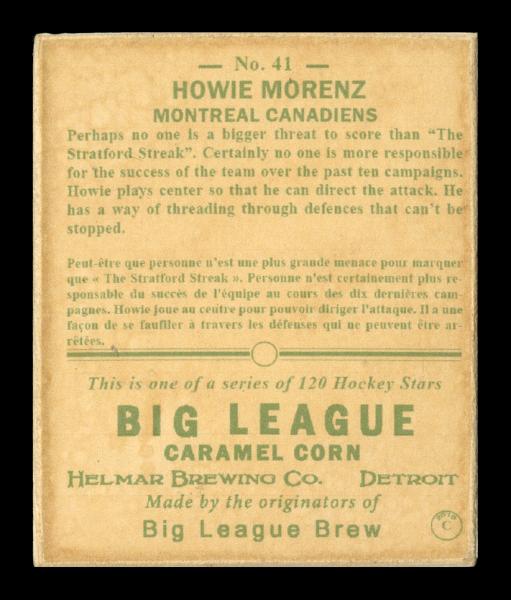 — No. 41 —
HOWIE MORENZ
MONTREAL CANADIENS
Perhaps no one is a bigger threat to score than “The
Stratford Streak”. Certainly no one is more responsible
for the success of the team over the past ten campaigns.
Howie plays center so that he can direct the attack. He
has a way of threading through defences that can't be
stopped.
Peut-être que personne n'est une plus grande menace pour marquer
que « The Stratford Streak ». Personne n'est certainement plus re-
sponsable du succès de l'équipe au cours des dix dernières cam-
pagnes. Howie joue au centre pour pouvoir diriger l'attaque. Il a une
façon de se faufiler à travers les défenses qui ne peuvent être ar-
rêtées.
This is one of a series of 120 Hockey Stars
BIG LEAGUE
CARAMEL CORN
HELMAR BREWING CO. DETROIT
Made by the originators of
Big League Brew
C